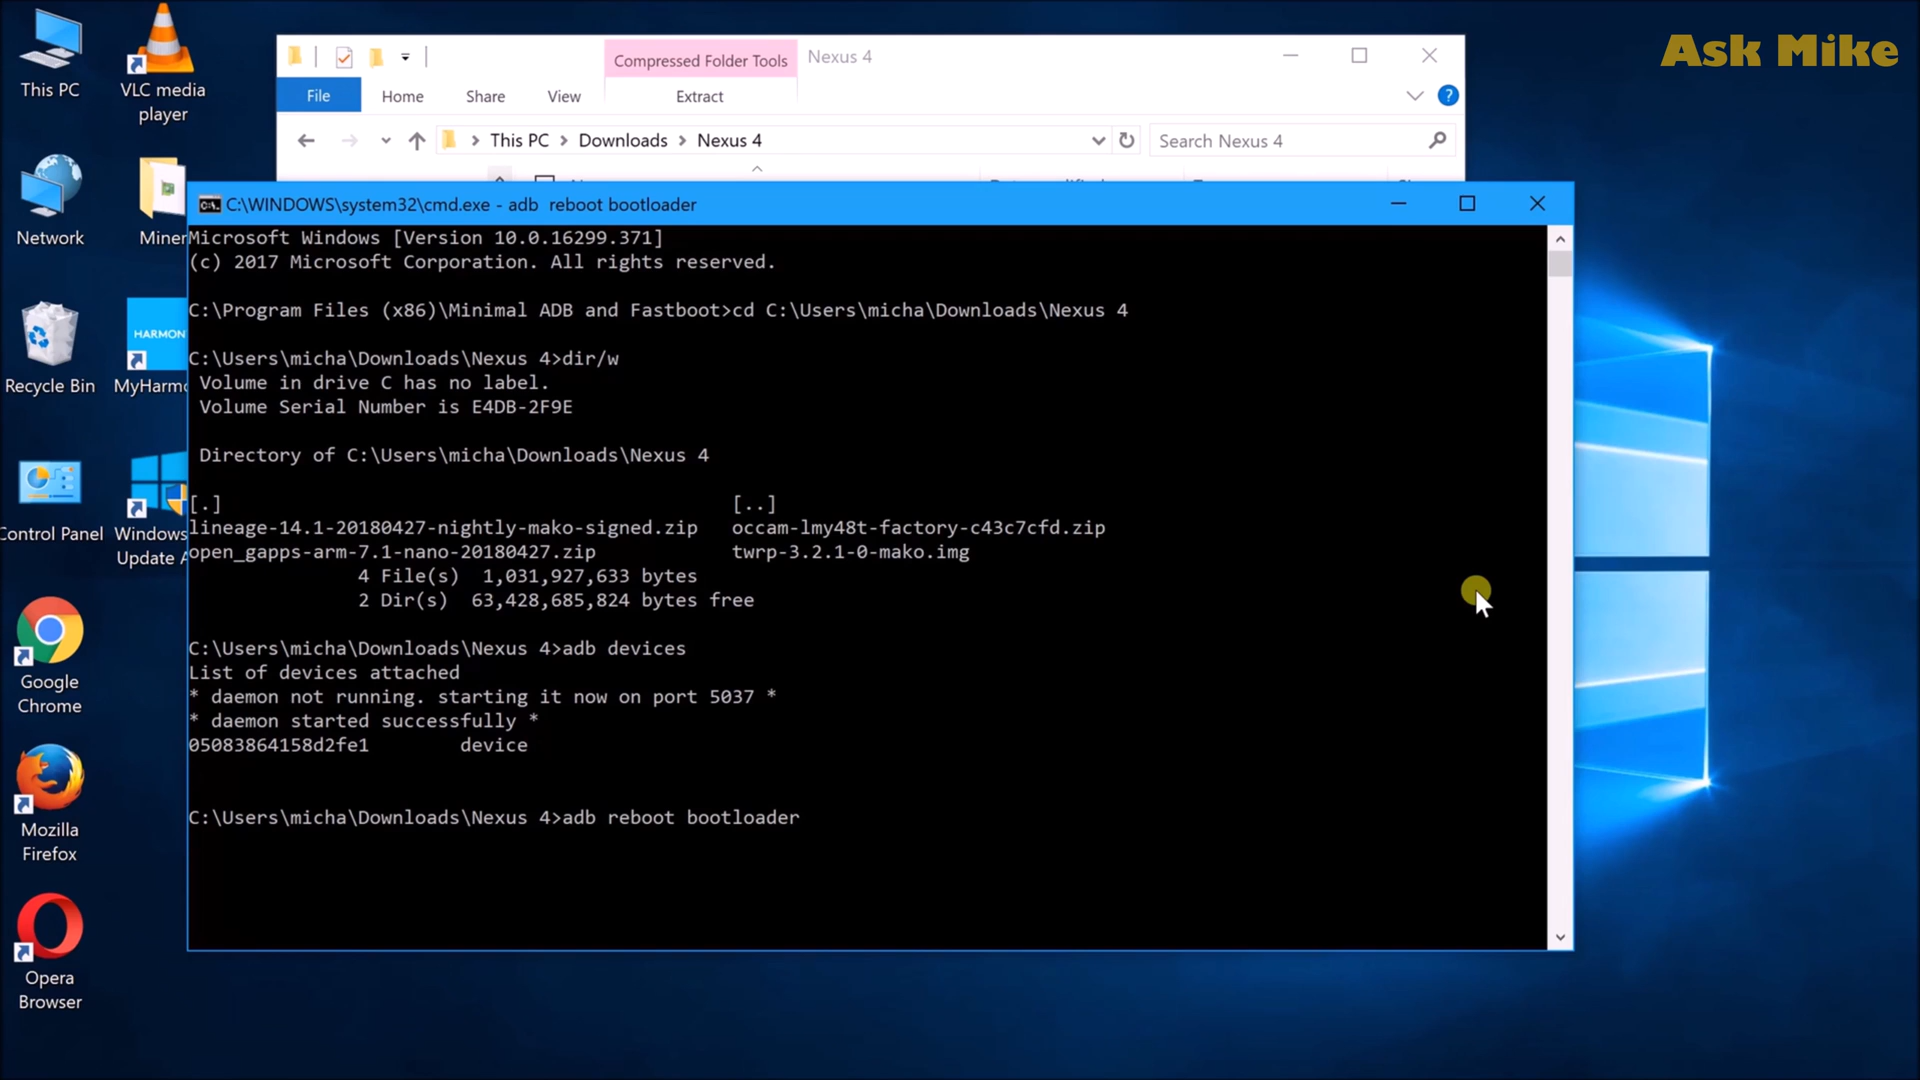 Ask Mike
This PC
VLC media
player
Network
Miner
Recycle Bin
HARMON
MyHarmo
Control Panel
Windows
Update A
Google
Chrome
Mozilla
Firefox
Opera
Browser
Compressed Folder Tools
Nexus 4
File
Home
Share
View
Extract
This PC > Downloads > Nexus 4
Search Nexus 4
C:\WINDOWS\system32\cmd.exe - adb  reboot bootloader
Microsoft Windows [Version 10.0.16299.371]
(c) 2017 Microsoft Corporation. All rights reserved.
C:\Program Files (x86)\Minimal ADB and Fastboot>cd C:\Users\micha\Downloads\Nexus 4
C:\Users\micha\Downloads\Nexus 4>dir/w
Volume in drive C has no label.
Volume Serial Number is E4DB-2F9E
Directory of C:\Users\micha\Downloads\Nexus 4
[.] [..]
lineage-14.1-20180427-nightly-mako-signed.zip occam-lmy48t-factory-c43c7cfd.zip
open_gapps-arm-7.1-nano-20180427.zip twrp-3.2.1-0-mako.img
4 File(s) 1,031,927,633 bytes
2 Dir(s) 63,428,685,824 bytes free
C:\Users\micha\Downloads\Nexus 4>adb devices
List of devices attached
* daemon not running. starting it now on port 5037 *
* daemon started successfully *
05083864158d2fe1 device
C:\Users\micha\Downloads\Nexus 4>adb reboot bootloader